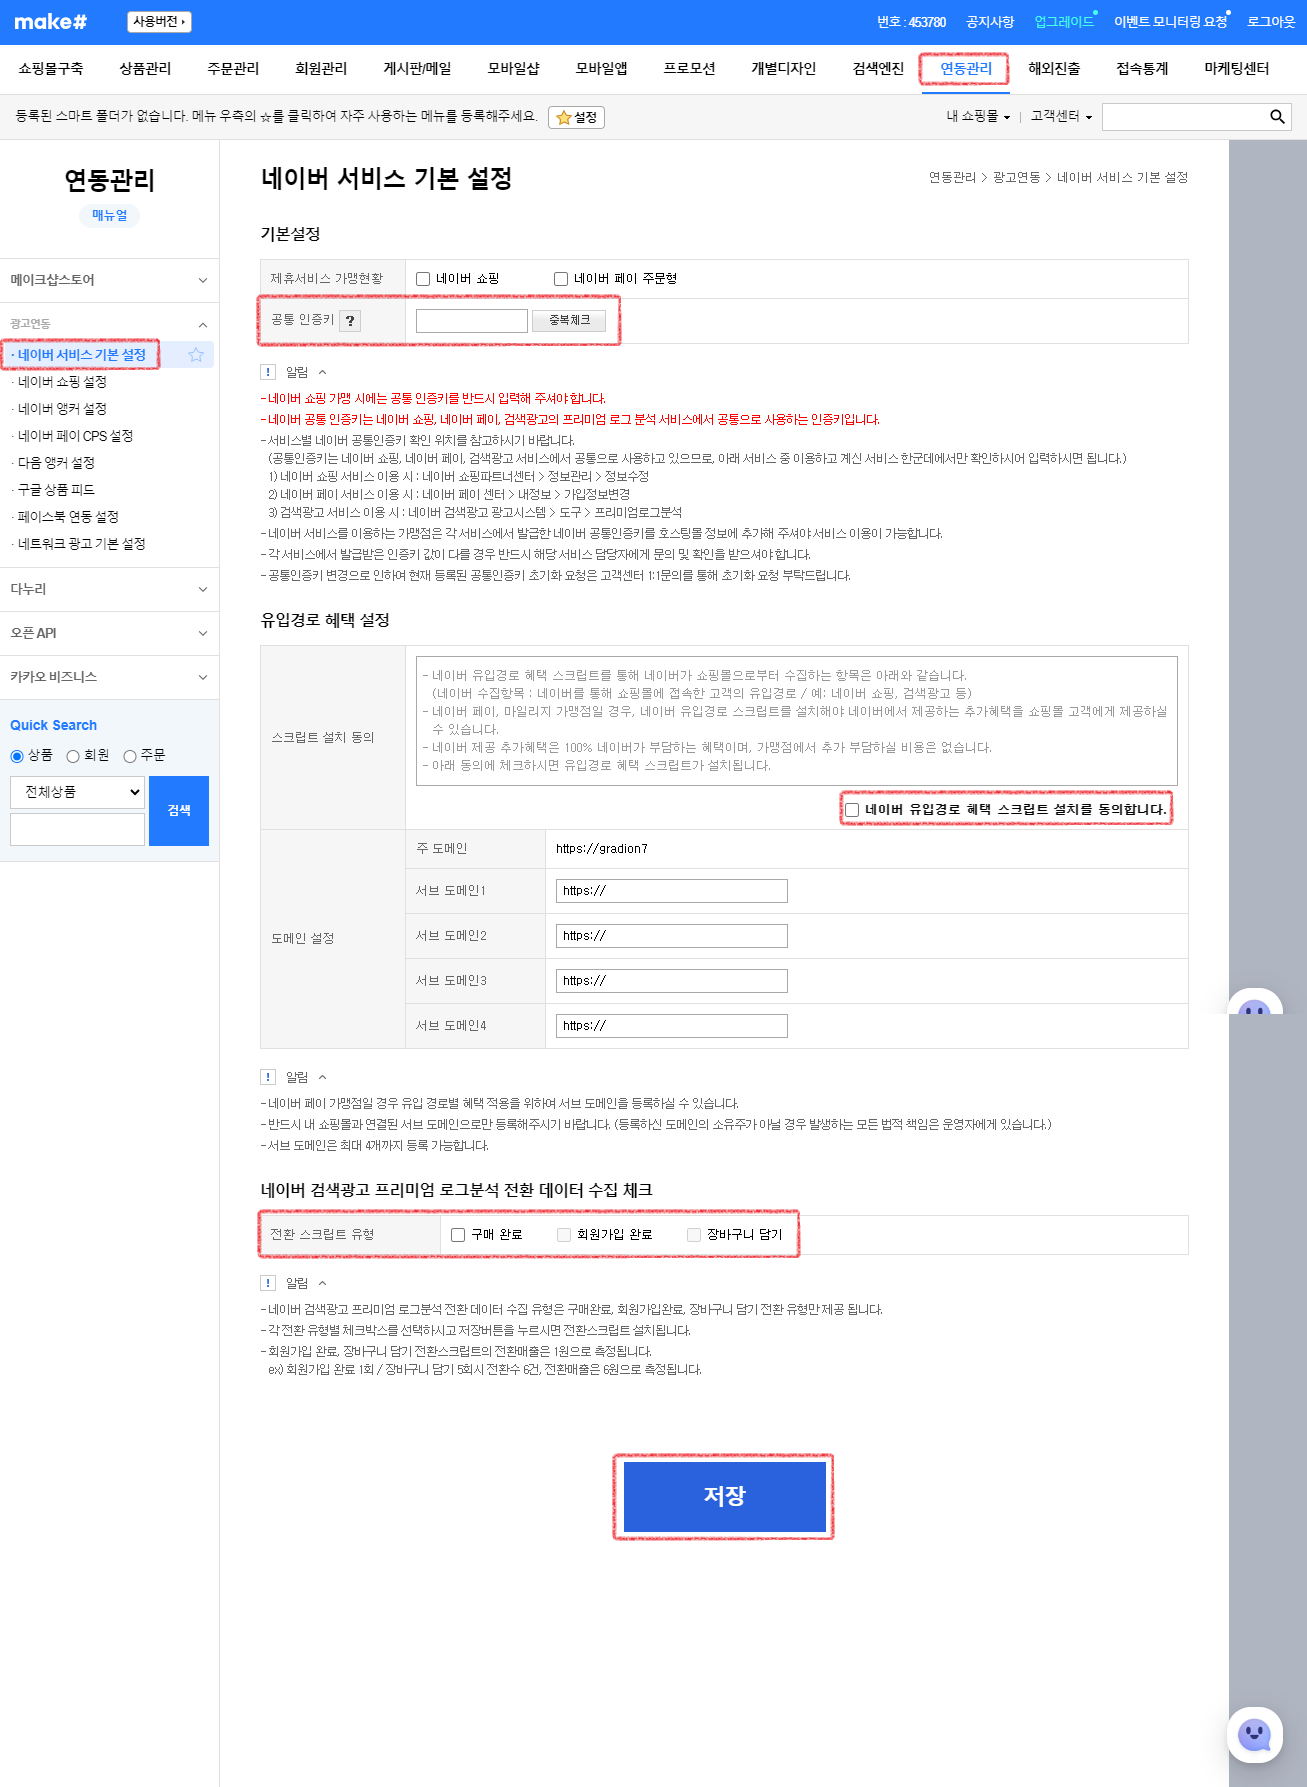 make#
사용버전
번호 : 453780
공지사항
업그레이드
이벤트 모니터링 요청
로그아웃
쇼핑몰구축
상품관리
주문관리
회원관리
게시판/메일
모바일샵
모바일앱
프로모션
개별디자인
검색엔진
연동관리
해외진출
접속통계
마케팅센터
등록된 스마트 폴더가 없습니다. 메뉴 우측의 ☆를 클릭하여 자주 사용하는 메뉴를 등록해주세요.
설정
내 쇼핑몰
고객센터
연동관리
매뉴얼
메이크샵스토어
광고연동
· 네이버 서비스 기본 설정
· 네이버 쇼핑 설정
· 네이버 앵커 설정
· 네이버 페이 CPS 설정
· 다음 앵커 설정
· 구글 상품 피드
· 페이스북 연동 설정
· 네트워크 광고 기본 설정
다누리
오픈 API
카카오 비즈니스
Quick Search
상품
회원
주문
전체상품
검색
네이버 서비스 기본 설정
연동관리 > 광고연동 > 네이버 서비스 기본 설정
기본설정
제휴서비스 가맹현황
네이버 쇼핑
네이버 페이 주문형
공통 인증키 ?
중복체크
! 알림
- 네이버 쇼핑 가맹 시에는 공통 인증키를 반드시 입력해 주셔야 합니다.
- 네이버 공통 인증키는 네이버 쇼핑, 네이버 페이, 검색광고의 프리미엄 로그 분석 서비스에서 공통으로 사용하는 인증키입니다.
- 서비스별 네이버 공통인증키 확인 위치를 참고하시기 바랍니다.
(공통인증키는 네이버 쇼핑, 네이버 페이, 검색광고 서비스에서 공통으로 사용하고 있으므로, 아래 서비스 중 이용하고 계신 서비스 한군데에서만 확인하시어 입력하시면 됩니다.)
1) 네이버 쇼핑 서비스 이용 시 : 네이버 쇼핑파트너센터 > 정보관리 > 정보수정
2) 네이버 페이 서비스 이용 시 : 네이버 페이 센터 > 내정보 > 가입정보변경
3) 검색광고 서비스 이용 시 : 네이버 검색광고 광고시스템 > 도구 > 프리미엄로그분석
- 네이버 서비스를 이용하는 가맹점은 각 서비스에서 발급한 네이버 공통인증키를 호스팅몰 정보에 추가해 주셔야 서비스 이용이 가능합니다.
- 각 서비스에서 발급받은 인증키 값이 다를 경우 반드시 해당 서비스 담당자에게 문의 및 확인을 받으셔야 합니다.
- 공통인증키 변경으로 인하여 현재 등록된 공통인증키 초기화 요청은 고객센터 1:1문의를 통해 초기화 요청 부탁드립니다.
유입경로 혜택 설정
스크립트 설치 동의
- 네이버 유입경로 혜택 스크립트를 통해 네이버가 쇼핑몰로부터 수집하는 항목은 아래와 같습니다.
(네이버 수집항목 : 네이버를 통해 쇼핑몰에 접속한 고객의 유입경로 / 예: 네이버 쇼핑, 검색광고 등)
- 네이버 페이, 마일리지 가맹점일 경우, 네이버 유입경로 스크립트를 설치해야 네이버에서 제공하는 추가혜택을 쇼핑몰 고객에게 제공하실
수 있습니다.
- 네이버 제공 추가혜택은 100% 네이버가 부담하는 혜택이며, 가맹점에서 추가 부담하실 비용은 없습니다.
- 아래 동의에 체크하시면 유입경로 혜택 스크립트가 설치됩니다.
네이버 유입경로 혜택 스크립트 설치를 동의합니다.
도메인 설정
주 도메인
https://gradion7
서브 도메인1
https://
서브 도메인2
https://
서브 도메인3
https://
서브 도메인4
https://
! 알림
- 네이버 페이 가맹점일 경우 유입 경로별 혜택 적용을 위하여 서브 도메인을 등록하실 수 있습니다.
- 반드시 내 쇼핑몰과 연결된 서브 도메인으로만 등록해주시기 바랍니다. (등록하신 도메인의 소유주가 아닐 경우 발생하는 모든 법적 책임은 운영자에게 있습니다.)
- 서브 도메인은 최대 4개까지 등록 가능합니다.
네이버 검색광고 프리미엄 로그분석 전환 데이터 수집 체크
전환 스크립트 유형
구매 완료
회원가입 완료
장바구니 담기
! 알림
- 네이버 검색광고 프리미엄 로그분석 전환 데이터 수집 유형은 구매완료, 회원가입완료, 장바구니 담기 전환 유형만 제공 됩니다.
- 각 전환 유형별 체크박스를 선택하시고 저장버튼을 누르시면 전환스크립트 설치됩니다.
- 회원가입 완료, 장바구니 담기 전환스크립트의 전환매출은 1원으로 측정됩니다.
ex) 회원가입 완료 1회 / 장바구니 담기 5회시 전환수 6건, 전환매출은 6원으로 측정됩니다.
저장